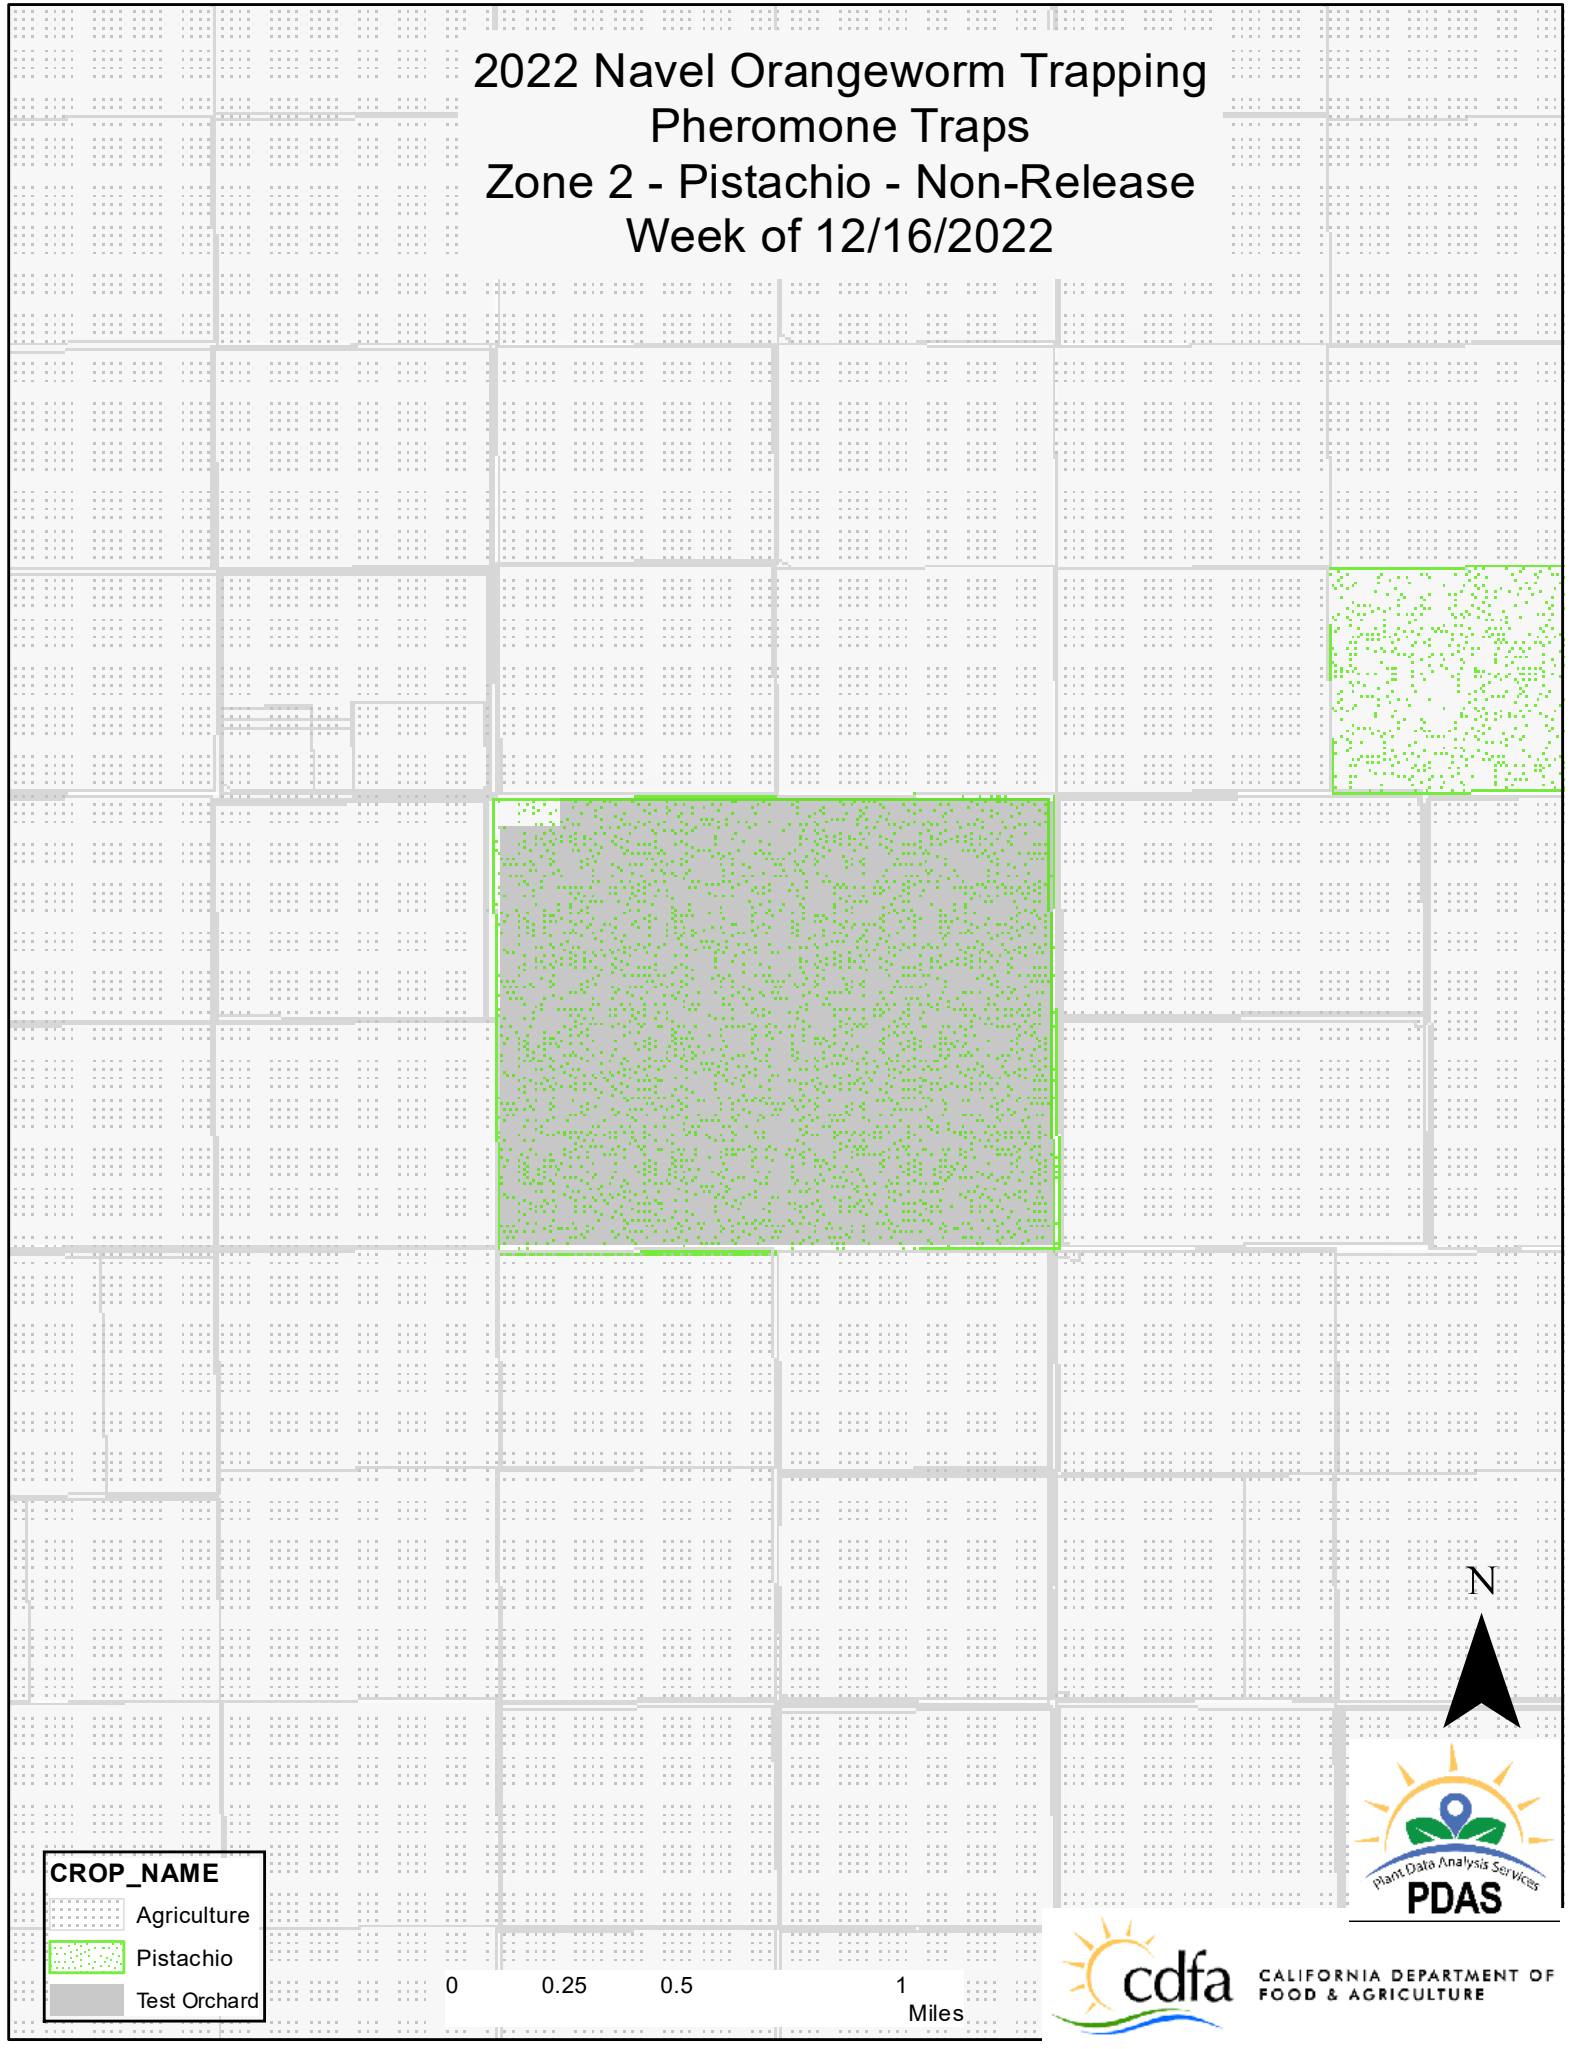 2022 Navel Orangeworm Trapping
Pheromone Traps
Zone 2 - Pistachio - Non-Release
Week of 12/16/2022
N
Plant Data Analysis Services
PDAS
CROP_NAME
Agriculture
Pistachio
Test Orchard
0 0.25 0.5 1
Miles
cdfa
CALIFORNIA DEPARTMENT OF
FOOD & AGRICULTURE